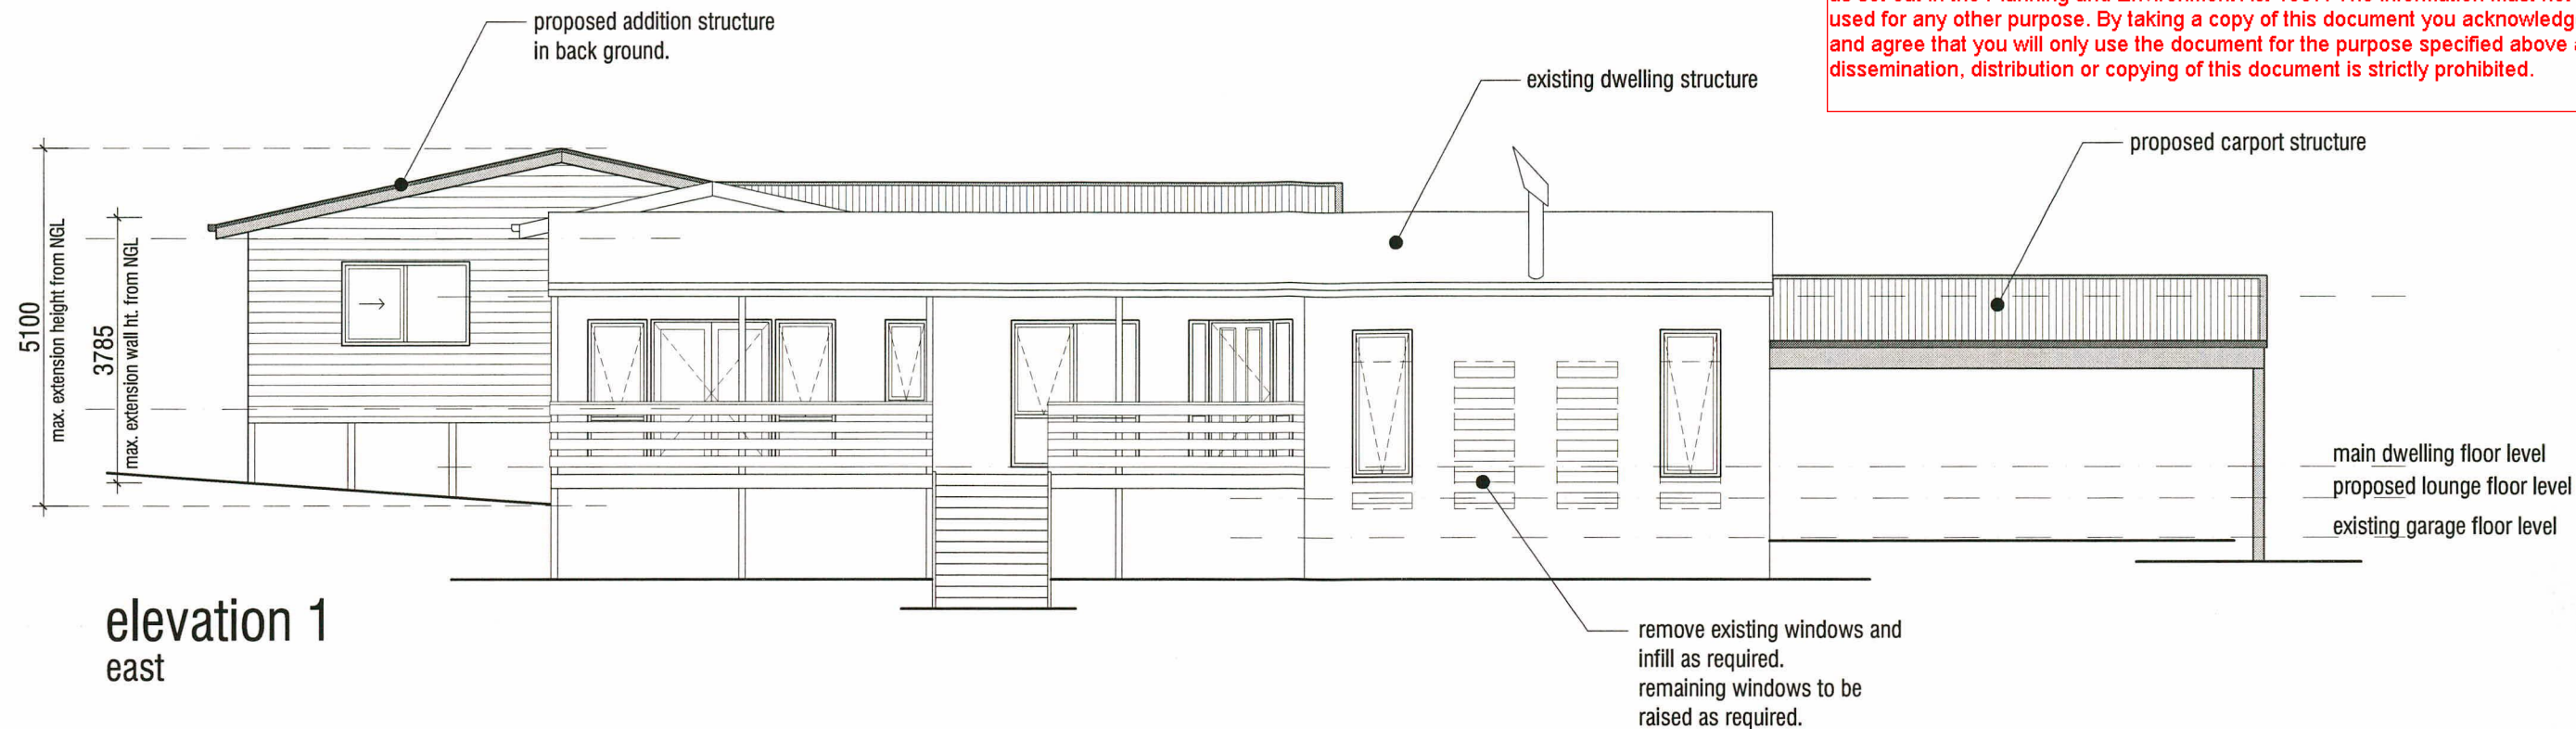 proposed addition structure
in back ground.
used for any other purpose. By taking a copy of this document you acknowledg
and agree that you will only use the document for the purpose specified above
dissemination, distribution or copying of this document is strictly prohibited.
existing dwelling structure
proposed carport structure
5100
max. extension height from NGL
3785
max. extension wall ht. from NGL
main dwelling floor level
proposed lounge floor level
existing garage floor level
elevation 1
east
remove existing windows and
infill as required.
remaining windows to be
raised as required.